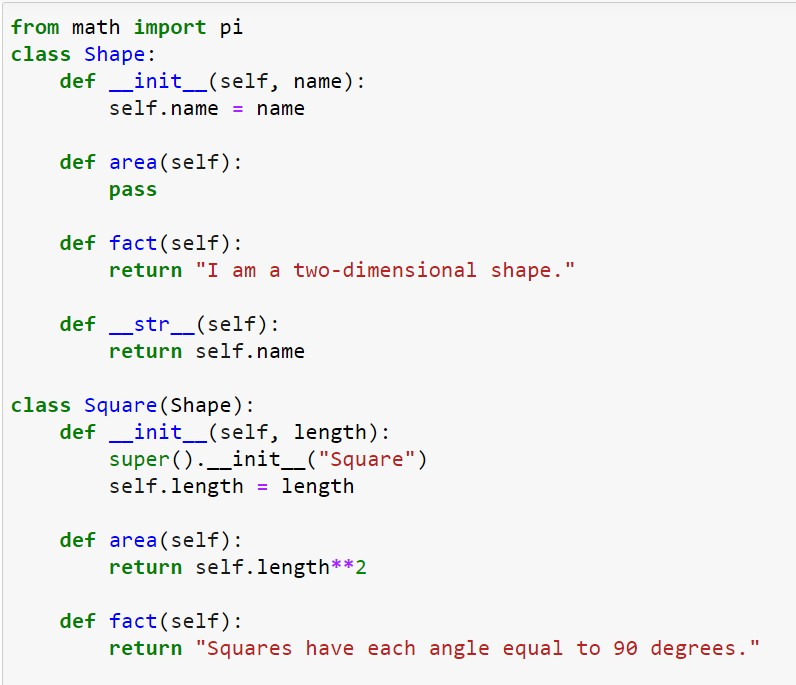 from math import pi
class Shape:
    def __init__(self, name):
        self.name = name

    def area(self):
        pass

    def fact(self):
        return "I am a two-dimensional shape."

    def __str__(self):
        return self.name

class Square(Shape):
    def __init__(self, length):
        super().__init__("Square")
        self.length = length

    def area(self):
        return self.length**2

    def fact(self):
        return "Squares have each angle equal to 90 degrees."